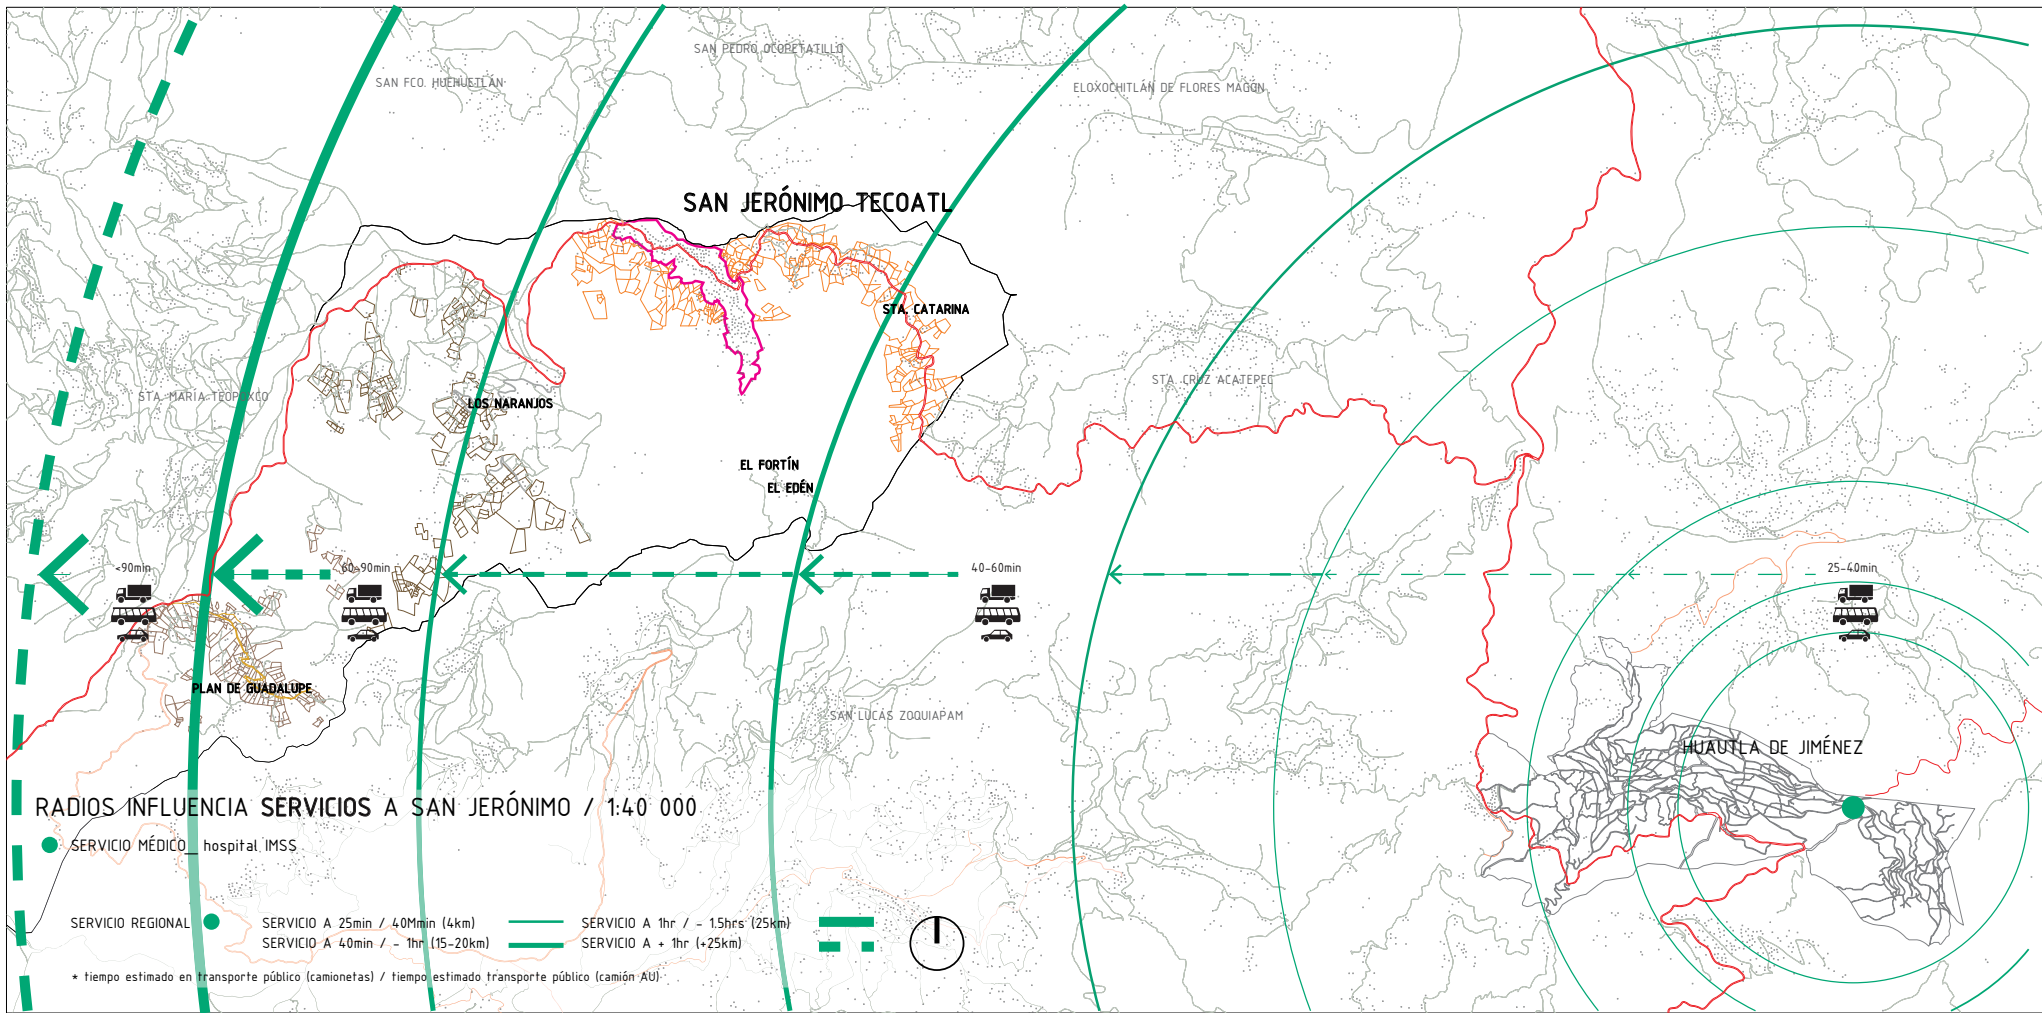 SAN PEDRO OCOPETATILLO
SAN FCO. HUEHUETLÁN
ELOXOCHITLÁN DE FLORES MAGÓN
SAN JERÓNIMO TECOATL
STA. CATARINA
STA. CRUZ ACATEPEC
STA. MARÍA TEOPOXCO
LOS NARANJOS
EL FORTÍN
EL EDÉN
<90min
60-90min
40-60min
25-40min
PLAN DE GUADALUPE
SAN LUCAS ZOQUIAPAM
HUAUTLA DE JIMÉNEZ
RADIOS INFLUENCIA SERVICIOS A SAN JERÓNIMO / 1:40 000
SERVICIO MÉDICO_ hospital IMSS
SERVICIO REGIONAL
SERVICIO A 25min / 40Mmin (4km)
SERVICIO A 40min / - 1hr (15-20km)
SERVICIO A 1hr / - 1.5hrs (25km)
SERVICIO A + 1hr (+25km)
* tiempo estimado en transporte público (camionetas) / tiempo estimado transporte público (camión AU)